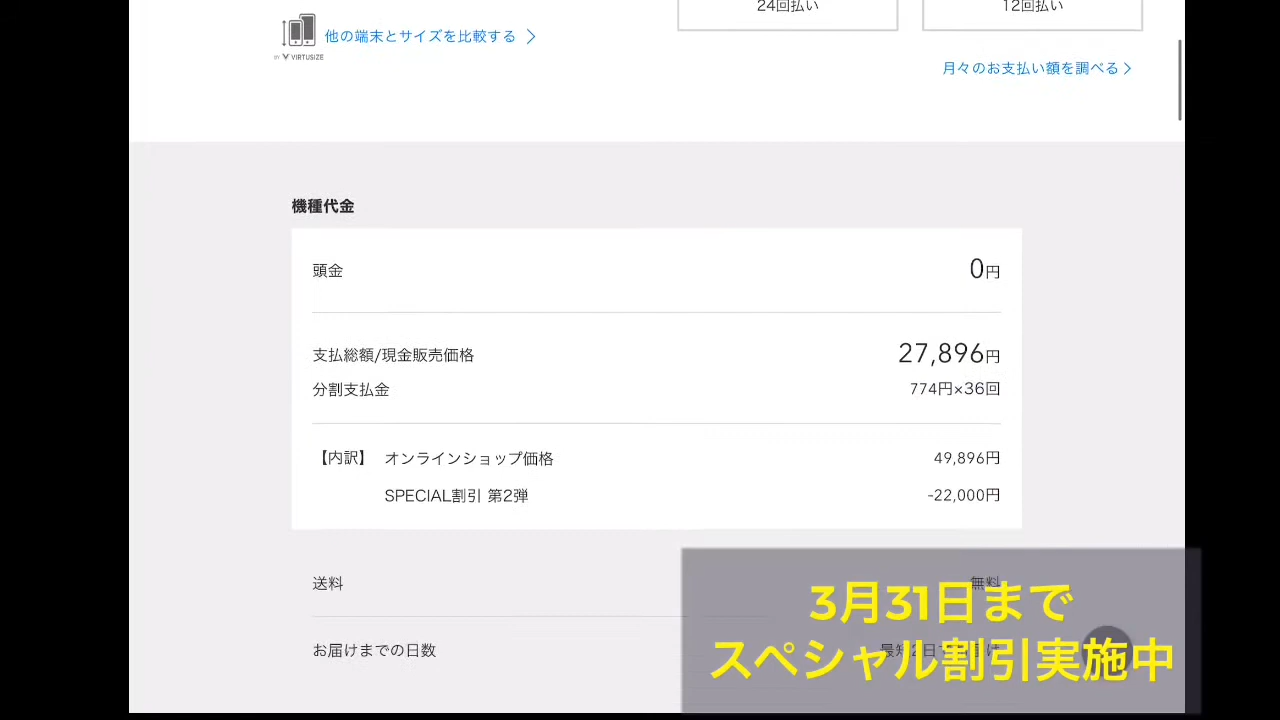 24回払い
12回払い
他の端末とサイズを比較する
BY VIRTUSIZE
月々のお支払い額を調べる
機種代金
頭金
0円
支払総額/現金販売価格
27,896円
分割支払金
774円×36回
【内訳】 オンラインショップ価格
49,896円
SPECIAL割引 第2弾
-22,000円
送料
無料
お届けまでの日数
3月31日まで
スペシャル割引実施中